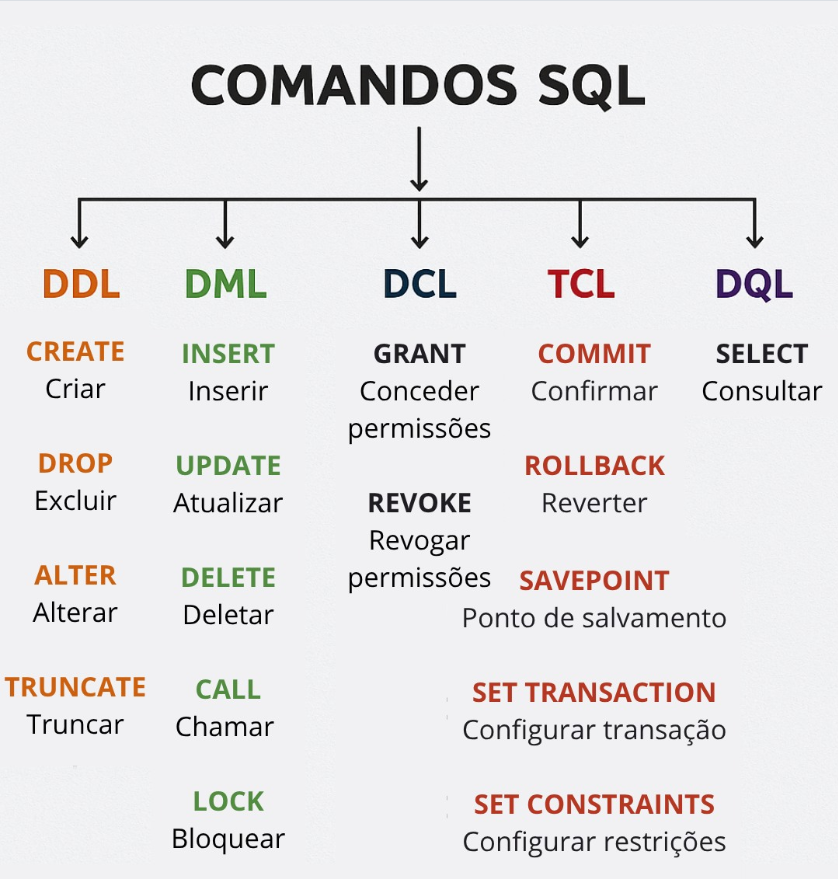 COMANDOS SQL
DDL
CREATE
Criar
DROP
Excluir
ALTER
Alterar
TRUNCATE
Truncar
DML
INSERT
Inserir
UPDATE
Atualizar
DELETE
Deletar
CALL
Chamar
LOCK
Bloquear
DCL
GRANT
Conceder
permissões
REVOKE
Revogar
permissões
TCL
COMMIT
Confirmar
ROLLBACK
Reverter
SAVEPOINT
Ponto de salvamento
SET TRANSACTION
Configurar transação
SET CONSTRAINTS
Configurar restrições
DQL
SELECT
Consultar